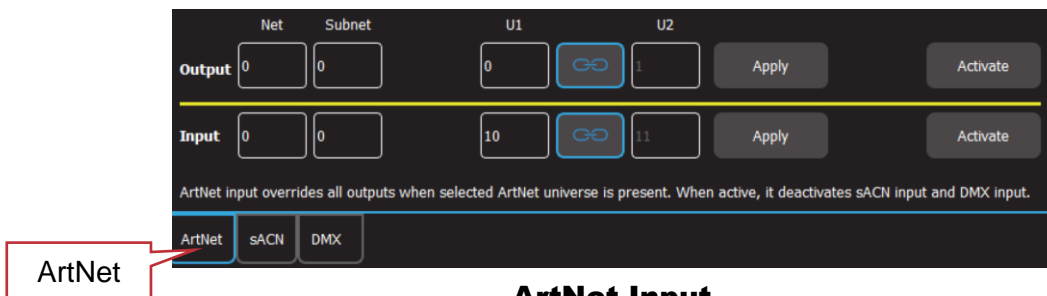 Net Subnet U1 U2
Output 0 0 0 1 Apply Activate
Input 0 0 10 11 Apply Activate
ArtNet input overrides all outputs when selected ArtNet universe is present. When active, it deactivates sACN input and DMX input.
ArtNet sACN DMX
ArtNet
ArtNet Input